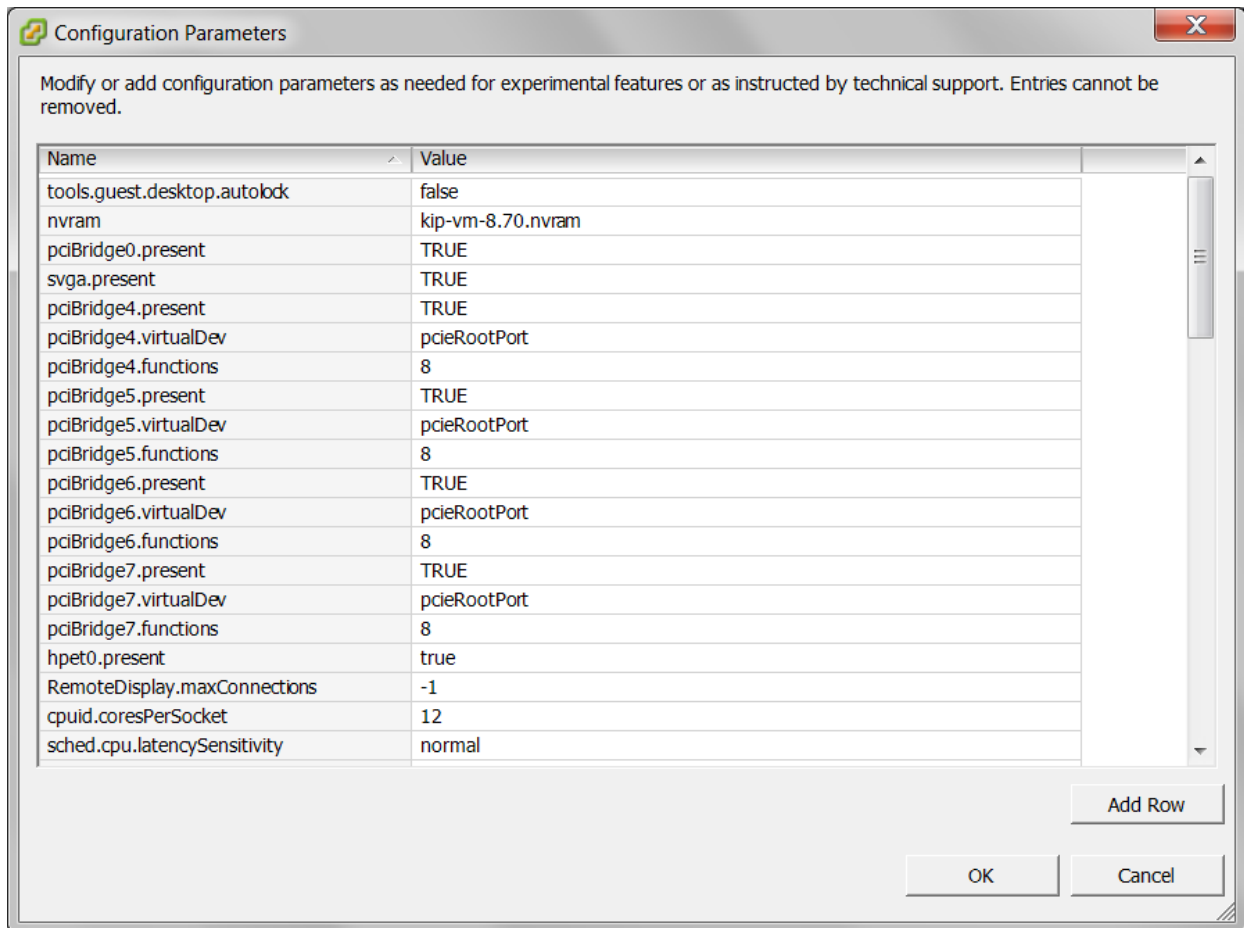 Configuration Parameters
Modify or add configuration parameters as needed for experimental features or as instructed by technical support. Entries cannot be
removed.
Name Value
tools.guest.desktop.autolock false
nvram kip-vm-8.70.nvram
pciBridge0.present TRUE
svga.present TRUE
pciBridge4.present TRUE
pciBridge4.virtualDev pcieRootPort
pciBridge4.functions 8
pciBridge5.present TRUE
pciBridge5.virtualDev pcieRootPort
pciBridge5.functions 8
pciBridge6.present TRUE
pciBridge6.virtualDev pcieRootPort
pciBridge6.functions 8
pciBridge7.present TRUE
pciBridge7.virtualDev pcieRootPort
pciBridge7.functions 8
hpet0.present true
RemoteDisplay.maxConnections -1
cpuid.coresPerSocket 12
sched.cpu.latencySensitivity normal
Add Row
OK Cancel